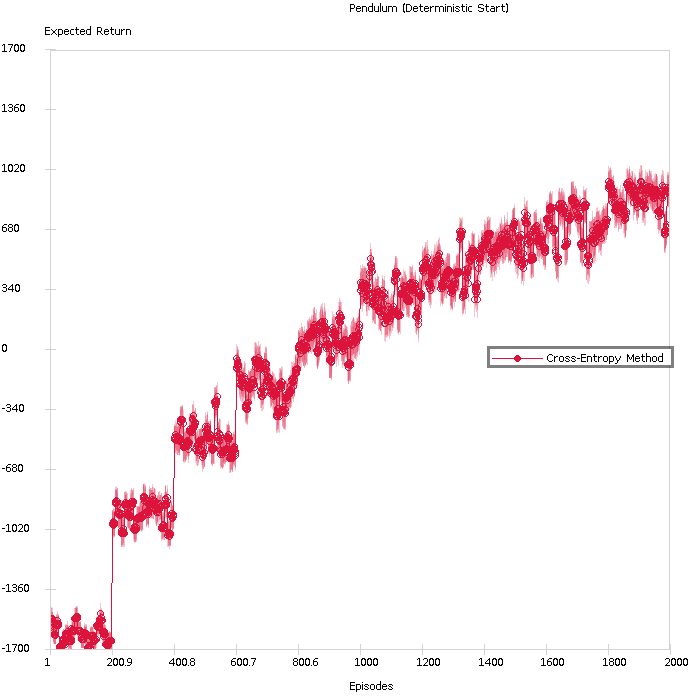 Pendulum (Deterministic Start)
Expected Return
1700
1360
1020
680
340
0
-340
-680
-1020
-1360
-1700
Cross-Entropy Method
1 200.9 400.8 600.7 800.6 1000 1200 1400 1600 1800 2000
Episodes